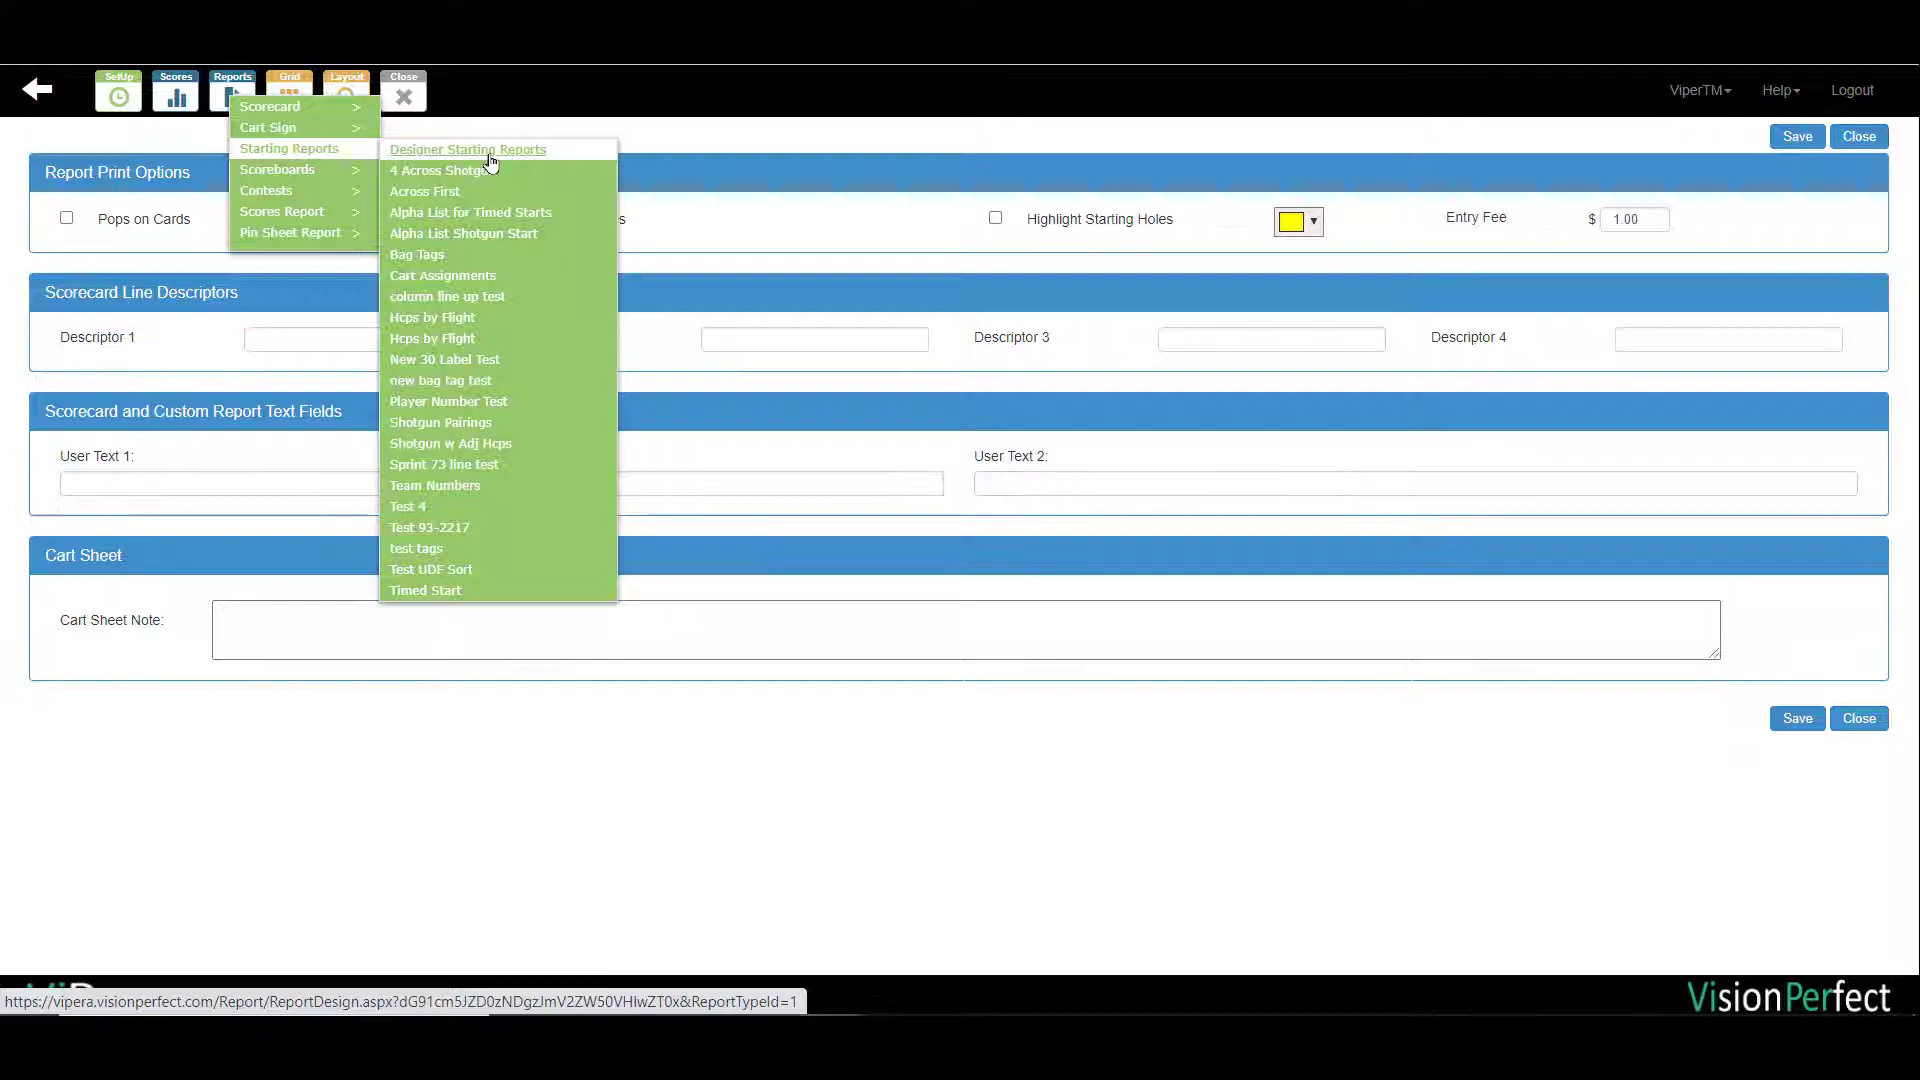 SetUp Scores Reports Grid Layout Close
ViperTM Help Logout
Save Close
Scorecard >
Cart Sign >
Starting Reports
Scoreboards >
Contests >
Scores Report >
Pin Sheet Report >
Designer Starting Reports
4 Across Shotgu
Across First
Alpha List for Timed Starts
Alpha List Shotgun Start
Bag Tags
Cart Assignments
column line up test
Hcps by Flight
Hcps by Flight
New 30 Label Test
new bag tag test
Player Number Test
Shotgun Pairings
Shotgun w Adj Hcps
Sprint 73 line test
Team Numbers
Test 4
Test 93-2217
test tags
Test UDF Sort
Timed Start
Report Print Options
Pops on Cards
s
Highlight Starting Holes
Entry Fee
$ 1.00
Scorecard Line Descriptors
Descriptor 1
Descriptor 3
Descriptor 4
Scorecard and Custom Report Text Fields
User Text 1:
User Text 2:
Cart Sheet
Cart Sheet Note:
Save Close
https://vipera.visionperfect.com/Report/ReportDesign.aspx?dG91cm5JZD0zNDgzJmV2ZW50VHlwZT0x&ReportTypeId=1
VisionPerfect